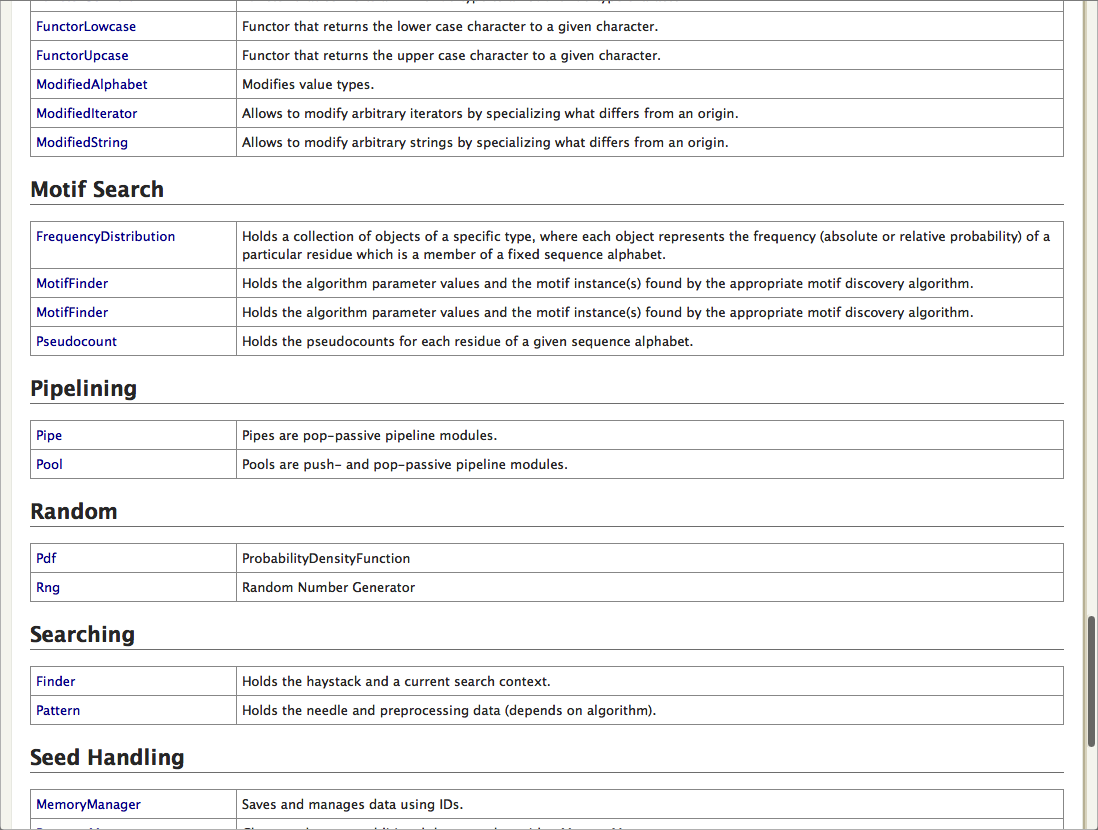 FunctorLowcase Functor that returns the lower case character to a given character.
FunctorUpcase Functor that returns the upper case character to a given character.
ModifiedAlphabet Modifies value types.
ModifiedIterator Allows to modify arbitrary iterators by specializing what differs from an origin.
ModifiedString Allows to modify arbitrary strings by specializing what differs from an origin.
Motif Search
FrequencyDistribution Holds a collection of objects of a specific type, where each object represents the frequency (absolute or relative probability) of a
particular residue which is a member of a fixed sequence alphabet.
MotifFinder Holds the algorithm parameter values and the motif instance(s) found by the appropriate motif discovery algorithm.
MotifFinder Holds the algorithm parameter values and the motif instance(s) found by the appropriate motif discovery algorithm.
Pseudocount Holds the pseudocounts for each residue of a given sequence alphabet.
Pipelining
Pipe Pipes are pop-passive pipeline modules.
Pool Pools are push- and pop-passive pipeline modules.
Random
Pdf ProbabilityDensityFunction
Rng Random Number Generator
Searching
Finder Holds the haystack and a current search context.
Pattern Holds the needle and preprocessing data (depends on algorithm).
Seed Handling
MemoryManager Saves and manages data using IDs.